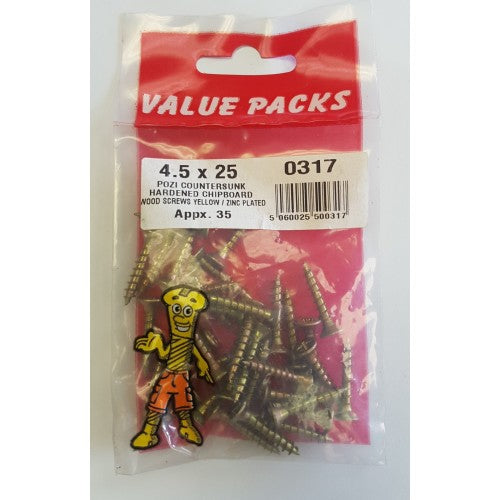 VALUE PACKS
4.5 x 25 0317
POZI COUNTERSUNK
HARDENED CHIPBOARD
WOOD SCREWS YELLOW / ZINC PLATED
Appx. 35
5 060025 500317